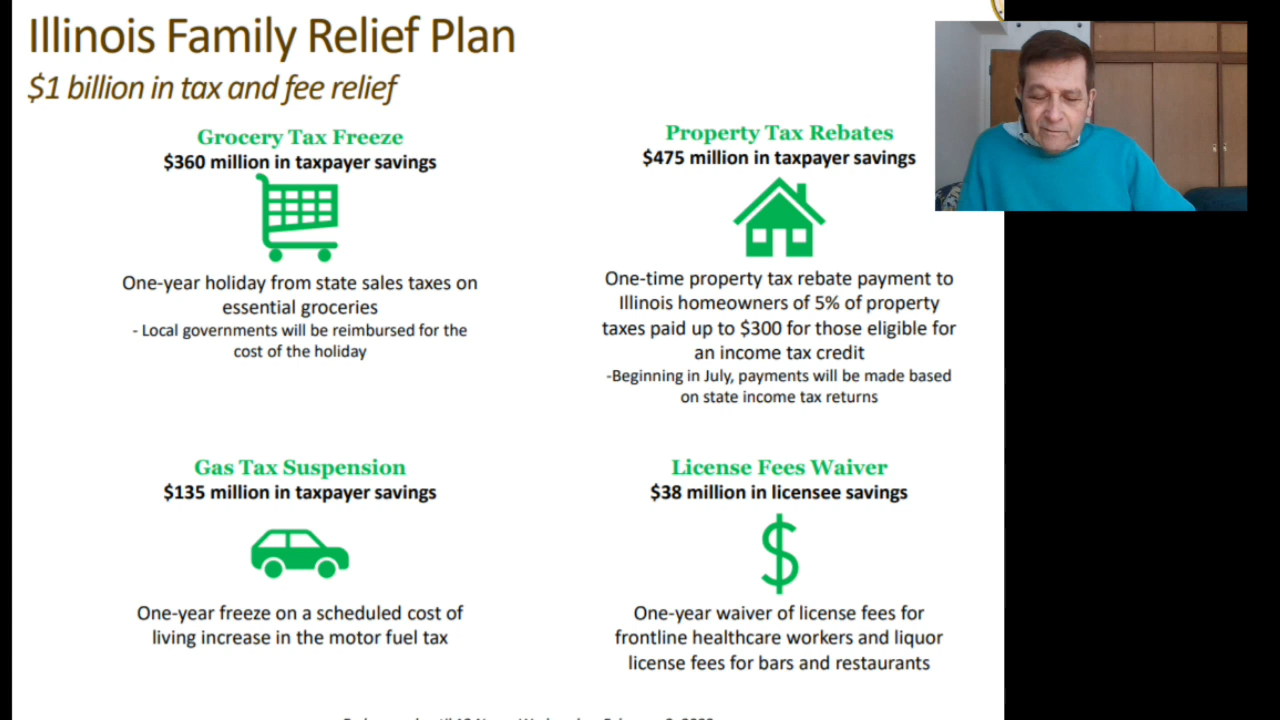 Illinois Family Relief Plan
$1 billion in tax and fee relief
Grocery Tax Freeze
$360 million in taxpayer savings
One-year holiday from state sales taxes on
essential groceries
- Local governments will be reimbursed for the
cost of the holiday
Property Tax Rebates
$475 million in taxpayer savings
One-time property tax rebate payment to
Illinois homeowners of 5% of property
taxes paid up to $300 for those eligible for
an income tax credit
-Beginning in July, payments will be made based
on state income tax returns
Gas Tax Suspension
$135 million in taxpayer savings
One-year freeze on a scheduled cost of
living increase in the motor fuel tax
License Fees Waiver
$38 million in licensee savings
$
One-year waiver of license fees for
frontline healthcare workers and liquor
license fees for bars and restaurants